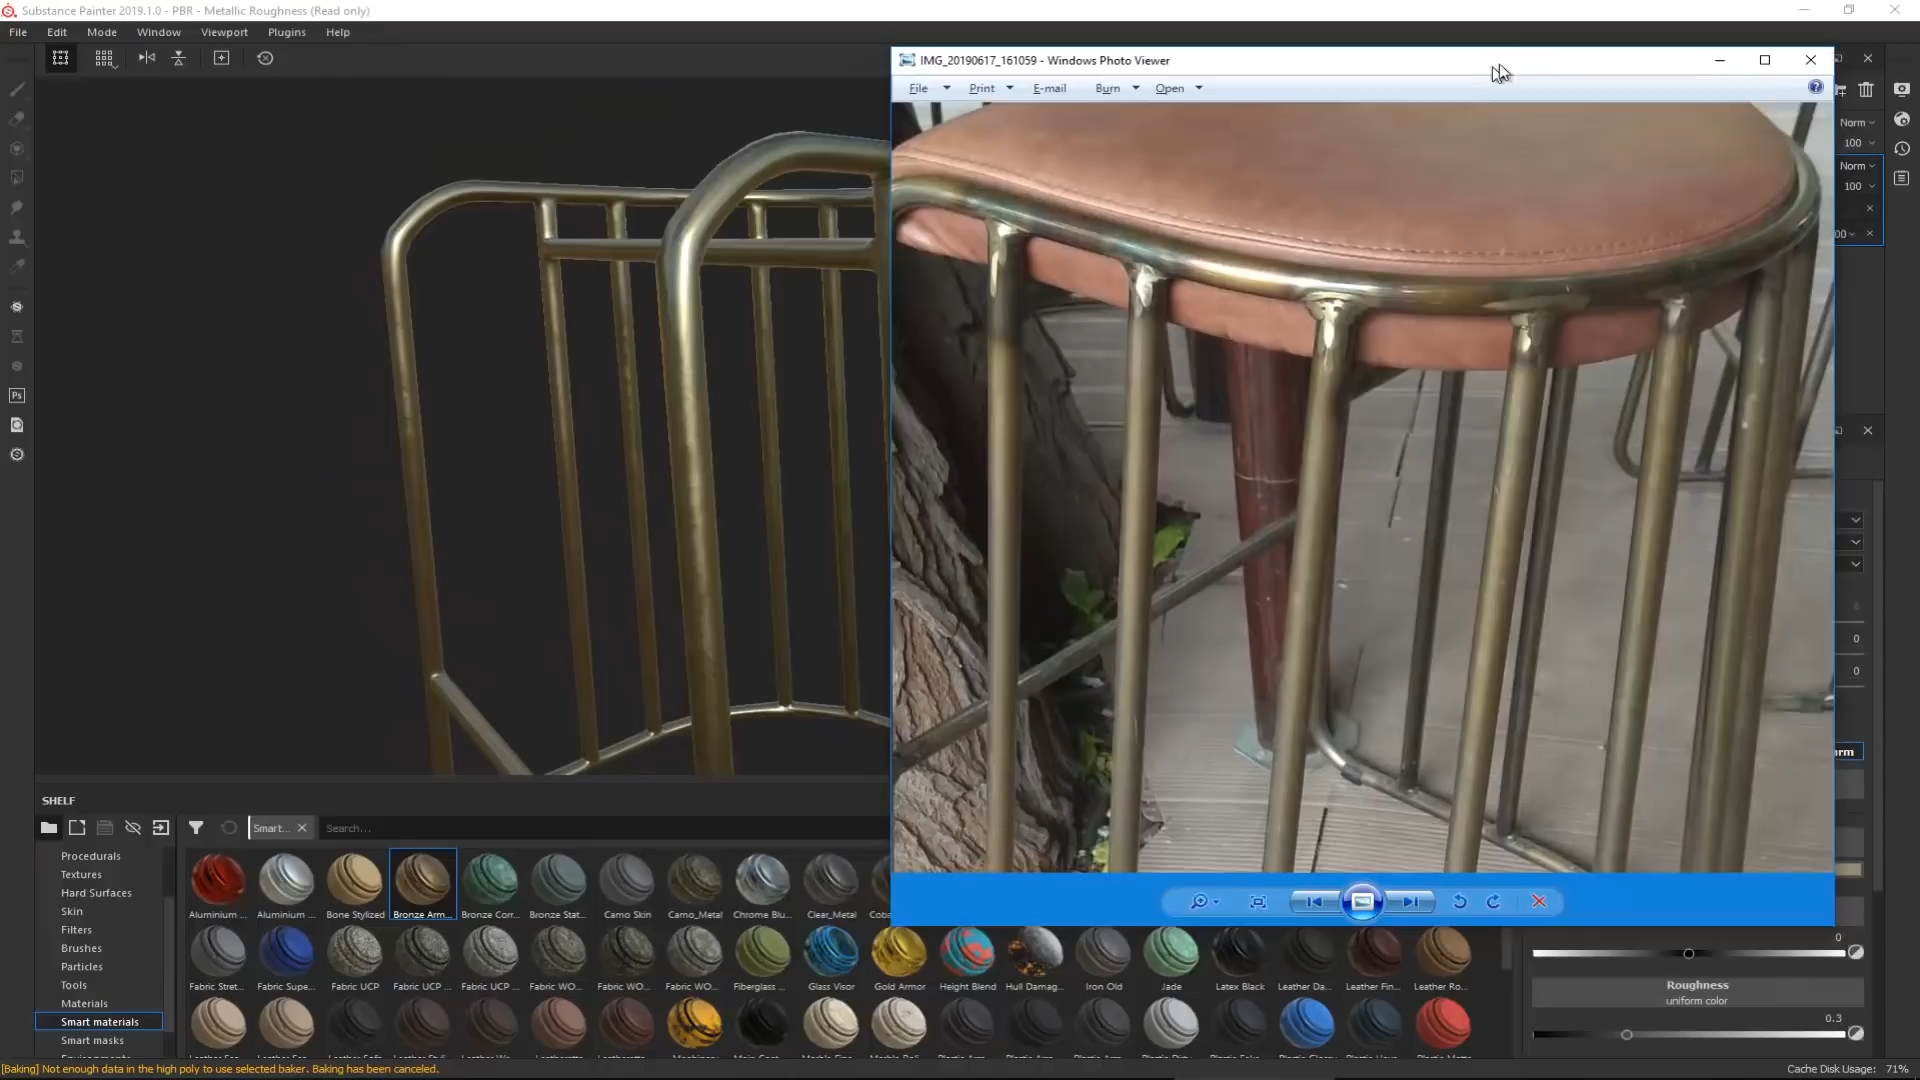 Substance Painter 2019.1.0 - PBR - Metallic Roughness (Read only)
File Edit Mode Window Viewport Plugins Help
IMG_20190617_161059 - Windows Photo Viewer
File Print E-mail Burn Open
Norm
100
Norm
100
0
0
SHELF
Smart... Search...
Procedurals
Textures
Hard Surfaces
Skin
Filters
Brushes
Particles
Tools
Materials
Smart materials
Smart masks
Aluminium ... Aluminium ... Bone Stylized Bronze Arm... Bronze Corr... Bronze Stat... Camo Skin Camo_Metal Chrome Blu... Clear_Metal
Fabric Stret... Fabric Supe... Fabric UCP Fabric UCP ... Fabric UCP ... Fabric WO... Fabric WO... Fabric WO... Fiberglass ... Glass Visor Gold Armor Height Blend Hull Damag... Iron Old Jade Latex Black Leather Da... Leather Fin... Leather Ro...
0
Roughness
uniform color
0.3
Ps
[Baking] Not enough data in the high poly to use selected baker. Baking has been canceled.
Cache Disk Usage: 71%